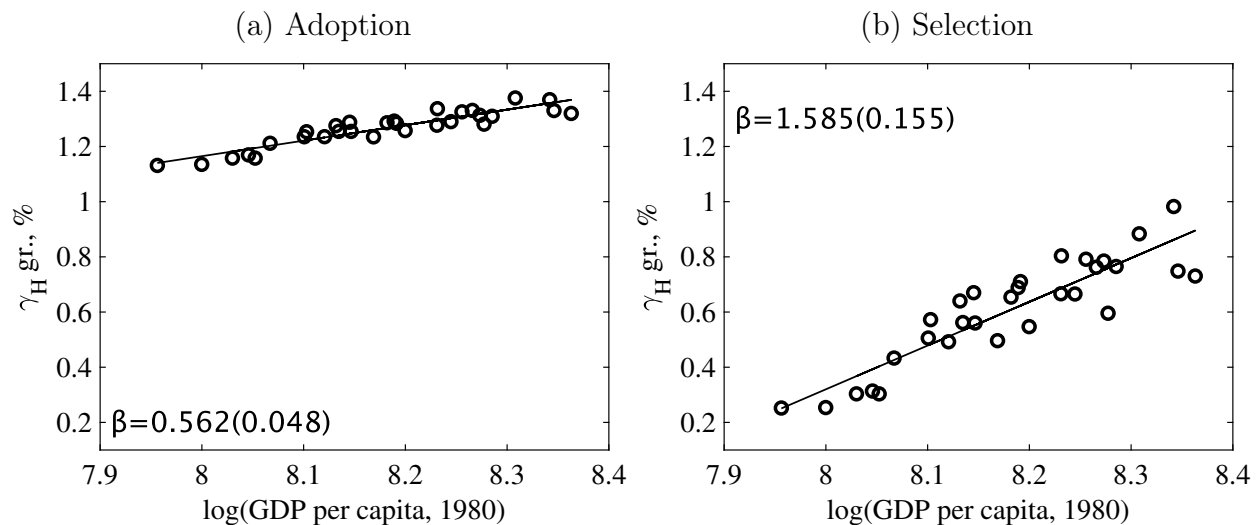 (a) Adoption
1.4
1.2
1
0.8
0.6
0.4
0.2
γH gr., %
β=0.562(0.048)
7.9 8 8.1 8.2 8.3 8.4
log(GDP per capita, 1980)
(b) Selection
1.4
1.2
1
0.8
0.6
0.4
0.2
γH gr., %
β=1.585(0.155)
7.9 8 8.1 8.2 8.3 8.4
log(GDP per capita, 1980)